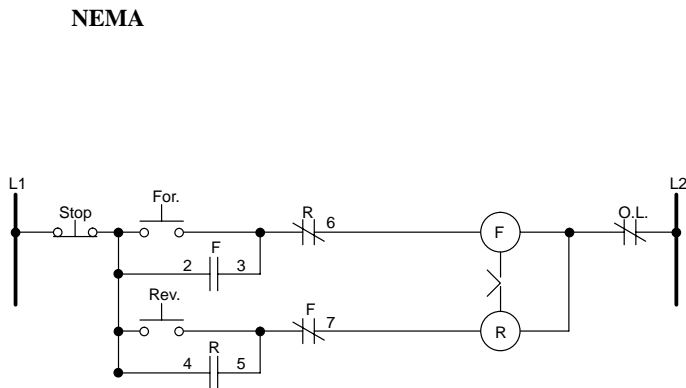 NEMA
L1
L2
Stop
For.
R 6
F
O.L.
F
2 3
Rev.
F 7
R
R
4 5